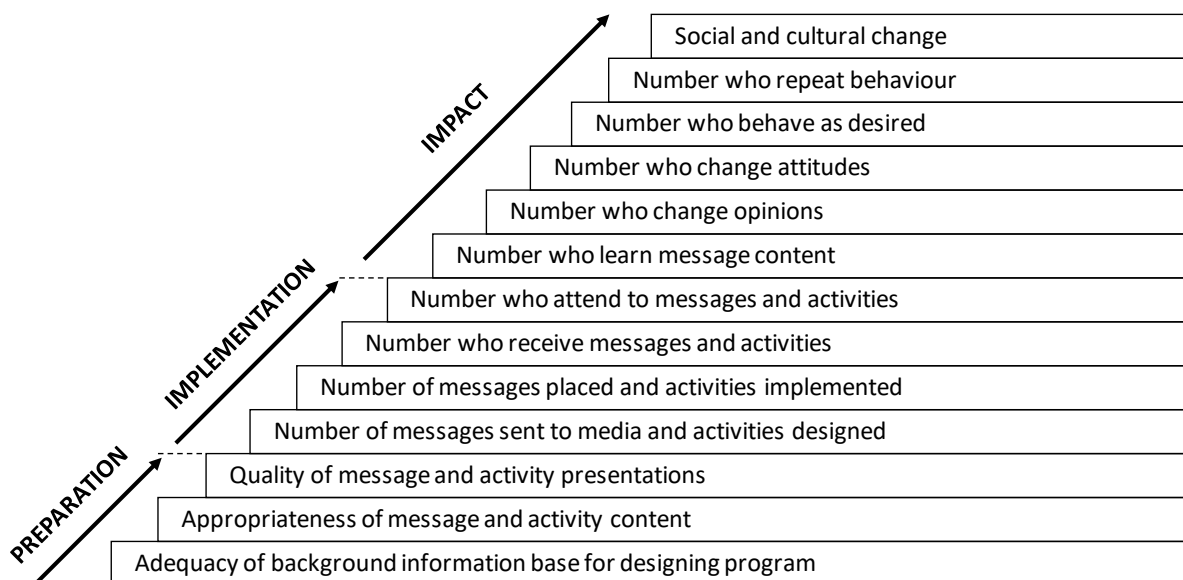 Social and cultural change
Number who repeat behaviour
Number who behave as desired
Number who change attitudes
Number who change opinions
Number who learn message content
Number who attend to messages and activities
Number who receive messages and activities
Number of messages placed and activities implemented
Number of messages sent to media and activities designed
Quality of message and activity presentations
Appropriateness of message and activity content
Adequacy of background information base for designing program
IMPACT
IMPLEMENTATION
PREPARATION